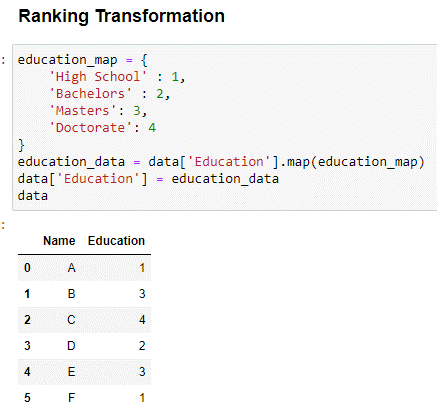 Ranking Transformation
: education_map = {
'High School' : 1,
'Bachelors' : 2,
'Masters': 3,
'Doctorate': 4
}
education_data = data['Education'].map(education_map)
data['Education'] = education_data
data
:
Name Education
0 A 1
1 B 3
2 C 4
3 D 2
4 E 3
5 F 1